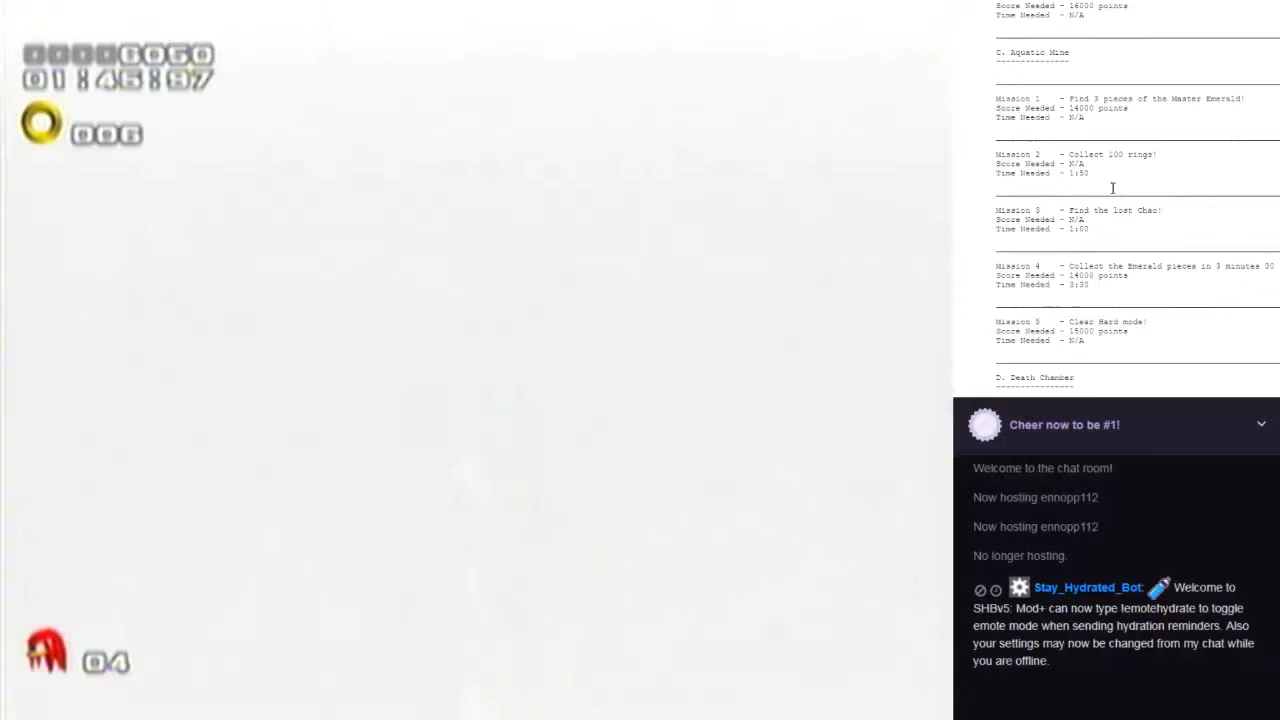 00006050
01:45:97
006
04
Score Needed - 16000 points
Time Needed  - N/A
C. Aquatic Mine
---------------
Mission 1    - Find 3 pieces of the Master Emerald!
Score Needed - 14000 points
Time Needed  - N/A
Mission 2    - Collect 100 rings!
Score Needed - N/A
Time Needed  - 1:50
Mission 3    - Find the lost Chao!
Score Needed - N/A
Time Needed  - 1:00
Mission 4    - Collect the Emerald pieces in 3 minutes 30
Score Needed - 14000 points
Time Needed  - 3:30
Mission 5    - Clear Hard mode!
Score Needed - 15000 points
Time Needed  - N/A
D. Death Chamber
----------------
Cheer now to be #1!
Welcome to the chat room!
Now hosting ennopp112
Now hosting ennopp112
No longer hosting.
Stay_Hydrated_Bot: Welcome to
SHBv5: Mod+ can now type !emotehydrate to toggle
emote mode when sending hydration reminders. Also
your settings may now be changed from my chat while
you are offline.